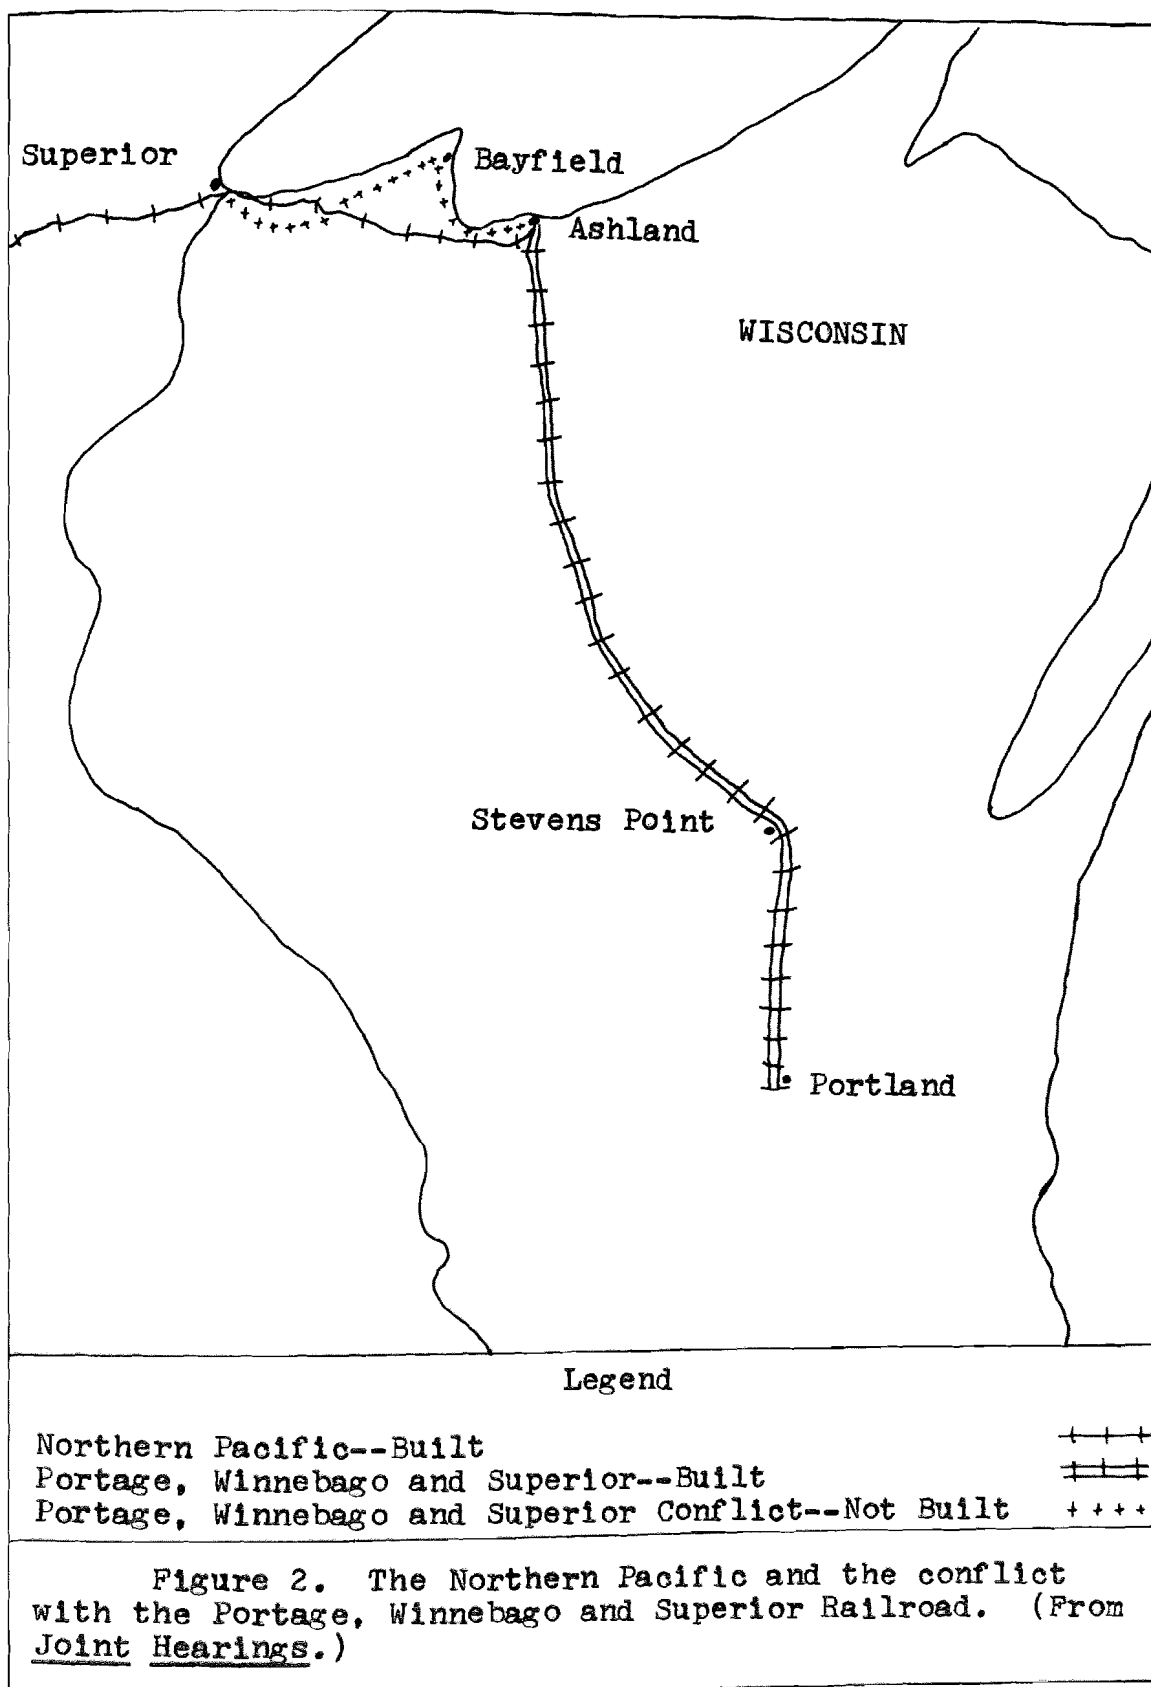 Superior
Bayfield
Ashland
WISCONSIN
Stevens Point
Portland
Legend
Northern Pacific--Built
Portage, Winnebago and Superior--Built
Portage, Winnebago and Superior Conflict--Not Built
Figure 2. The Northern Pacific and the conflict
with the Portage, Winnebago and Superior Railroad. (From
Joint Hearings.)